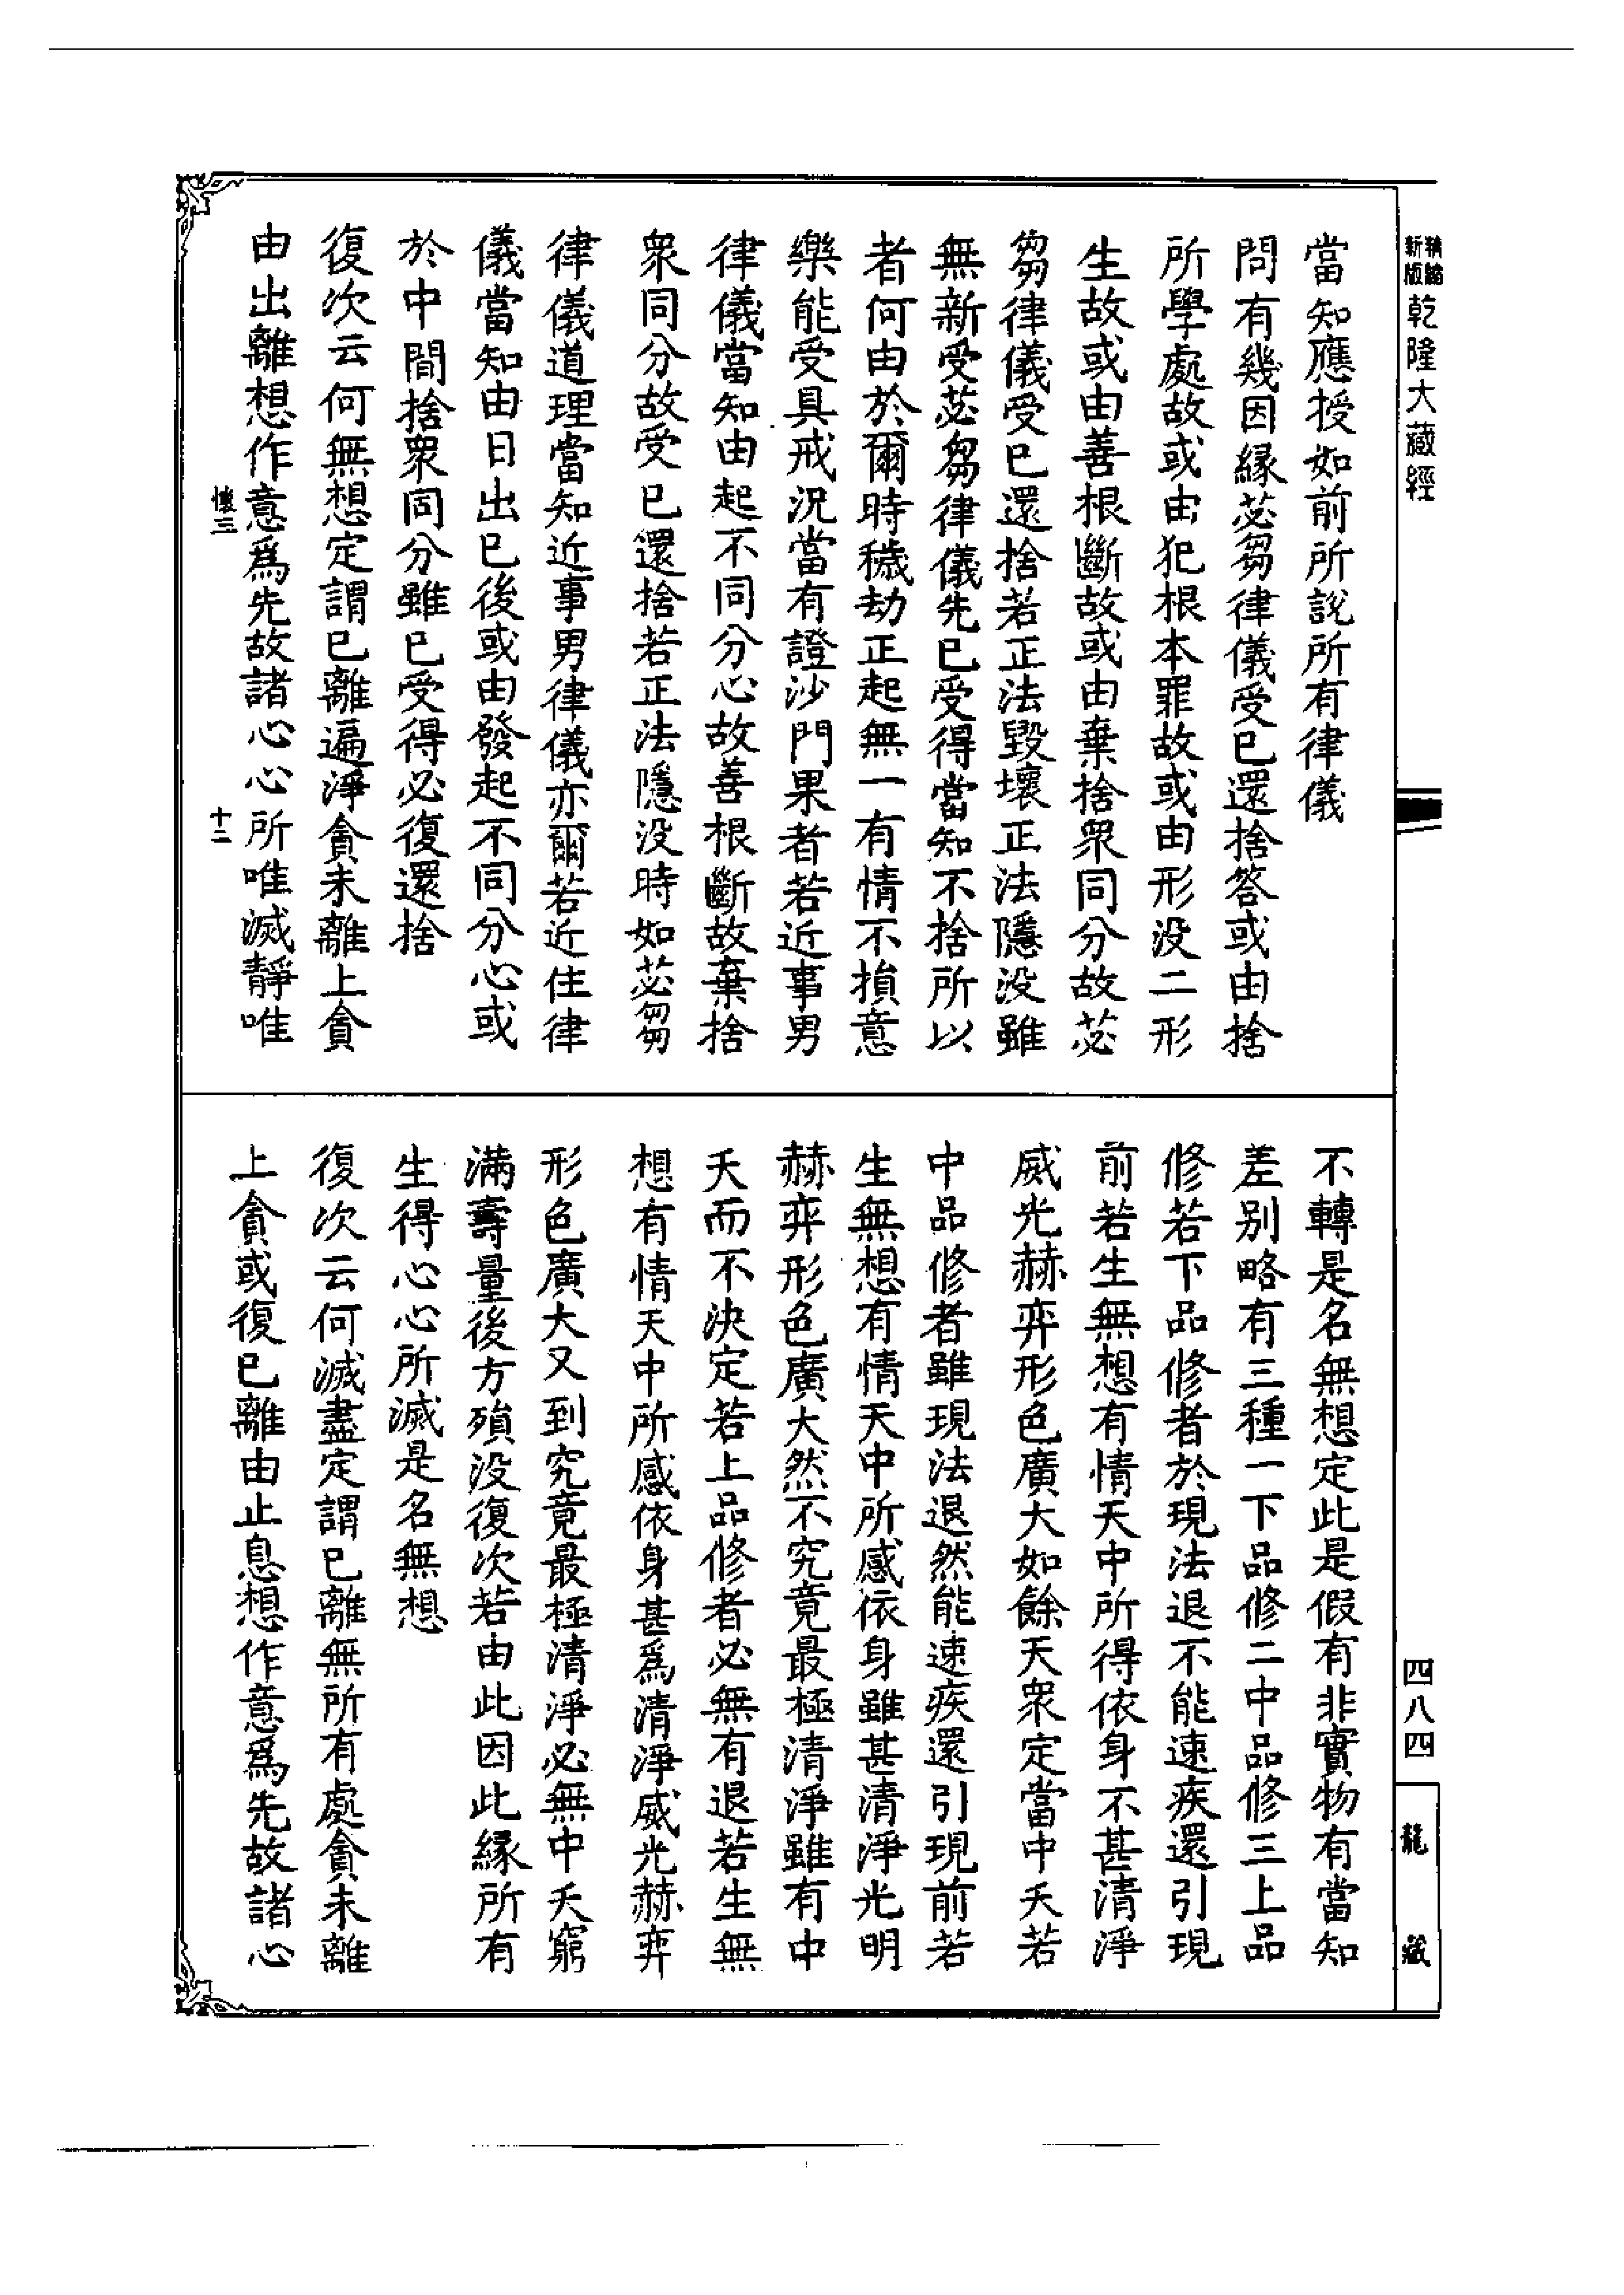 精縮
新版
乾隆大藏經
當知應授如前所說所有律儀
問有幾因緣苾芻律儀受已還捨答或由捨
所學處故或由犯根本罪故或由形没二形
生故或由善根斷故或由棄捨衆同分故苾
芻律儀受已還捨若正法毀壞正法隱没雖
無新受苾芻律儀先已受得當知不捨所以
者何由於爾時穢劫正起無一有情不損意
樂能受具戒況當有證沙門果者若近事男
律儀當知由起不同分心故善根斷故棄捨
衆同分故受已還捨若正法隱没時如苾芻
律儀道理當知近事男律儀亦爾若近住律
儀當知由日出已後或由發起不同分心或
於中間捨衆同分雖已受得必復還捨
復次云何無想定謂已離遍淨貪未離上貪
由出離想作意爲先故諸心心所唯滅靜唯
懷三
十二
不轉是名無想定此是假有非實物有當知
差别略有三種一下品修二中品修三上品
修若下品修者於現法退不能速疾還引現
前若生無想有情天中所得依身不甚清淨
威光赫弈形色廣大如餘天衆定當中夭若
中品修者雖現法退然能速疾還引現前若
生無想有情天中所感依身雖甚清淨光明
赫弈形色廣大然不究竟最極清淨雖有中
夭而不決定若上品修者必無有退若生無
想有情天中所感依身甚爲清淨威光赫弈
形色廣大又到究竟最極清淨必無中夭窮
滿壽量後方殞没復次若由此因此緣所有
生得心心所滅是名無想
復次云何滅盡定謂已離無所有處貪未離
上貪或復已離由止息想作意爲先故諸心
四八四
龍藏